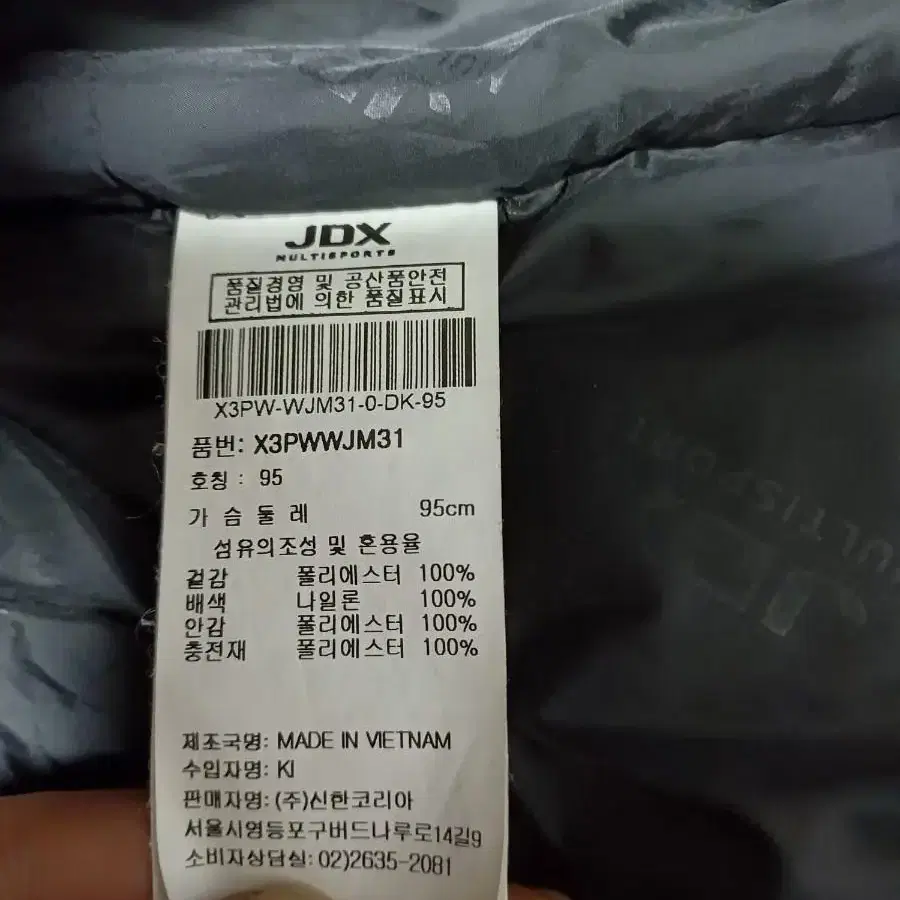 JDX
MULTISPORTS
품질경영 및 공산품안전
관리법에 의한 품질표시
X3PW-WJM31-0-DK-95
품번: X3PWWJM31
호칭 : 95
가 슴 둘 레 95cm
섬유의조성 및 혼용율
겉감 폴리에스터 100%
배색 나일론 100%
안감 폴리에스터 100%
충전재 폴리에스터 100%
제조국명: MADE IN VIETNAM
수입자명: KJ
판매자명: (주)신한코리아
서울시영등포구버드나루로14길9
소비자상담실: 02)2635-2081